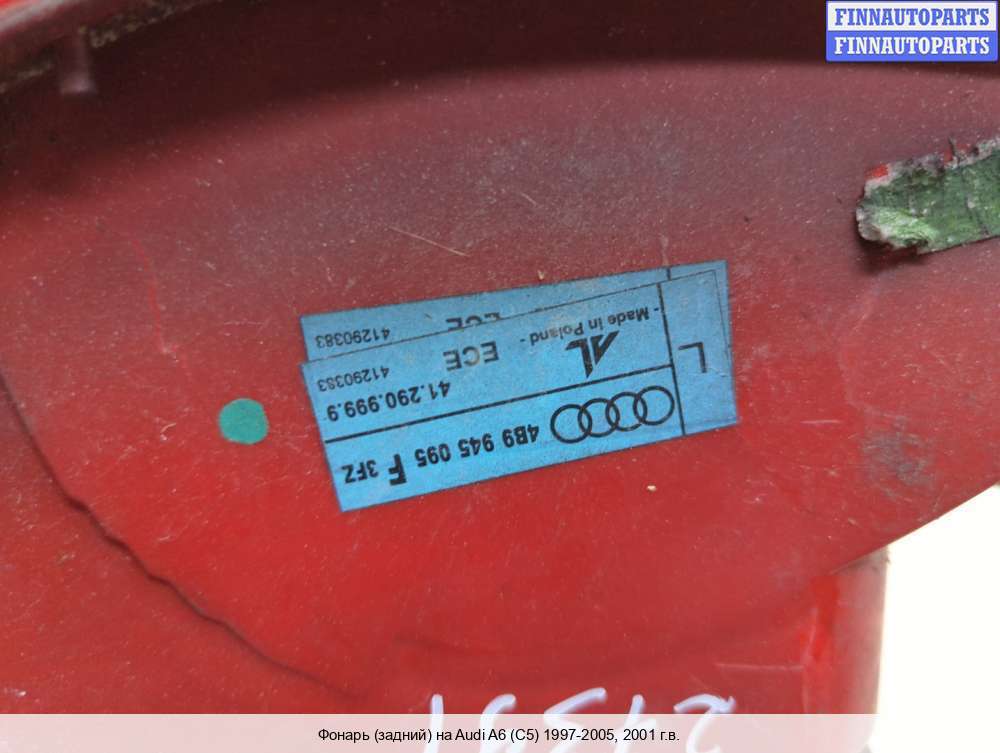 FINNAUTOPARTS
FINNAUTOPARTS
L
4B9 945 095 F 3FZ
41.290.999.9
ECE
41290383
- Made in Poland -
ECE
41290383
Фонарь (задний) на Audi A6 (C5) 1997-2005, 2001 г.в.